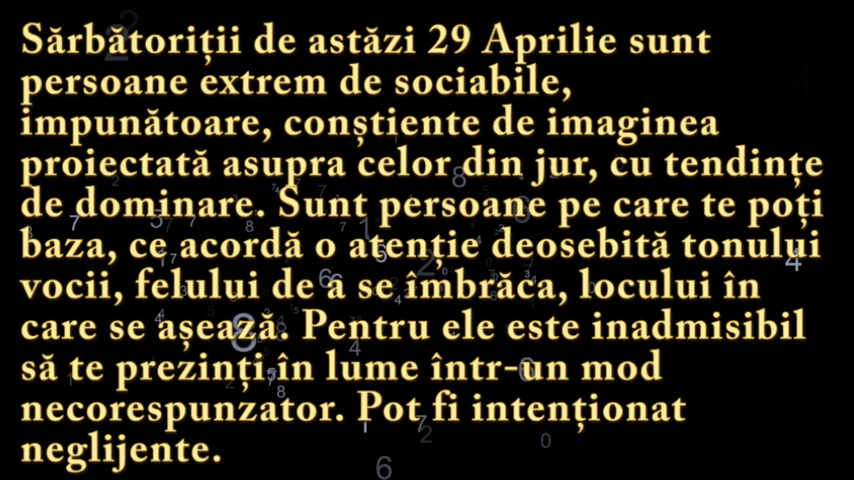 Sărbătoriții de astăzi 29 Aprilie sunt
persoane extrem de sociabile,
impunătoare, conștiente de imaginea
proiectată asupra celor din jur, cu tendințe
de dominare. Sunt persoane pe care te poți
baza, ce acordă o atenție deosebită tonului
vocii, felului de a se îmbrăca, locului în
care se așează. Pentru ele este inadmisibil
să te prezinți în lume într-un mod
necorespunzator. Pot fi intenționat
neglijente.